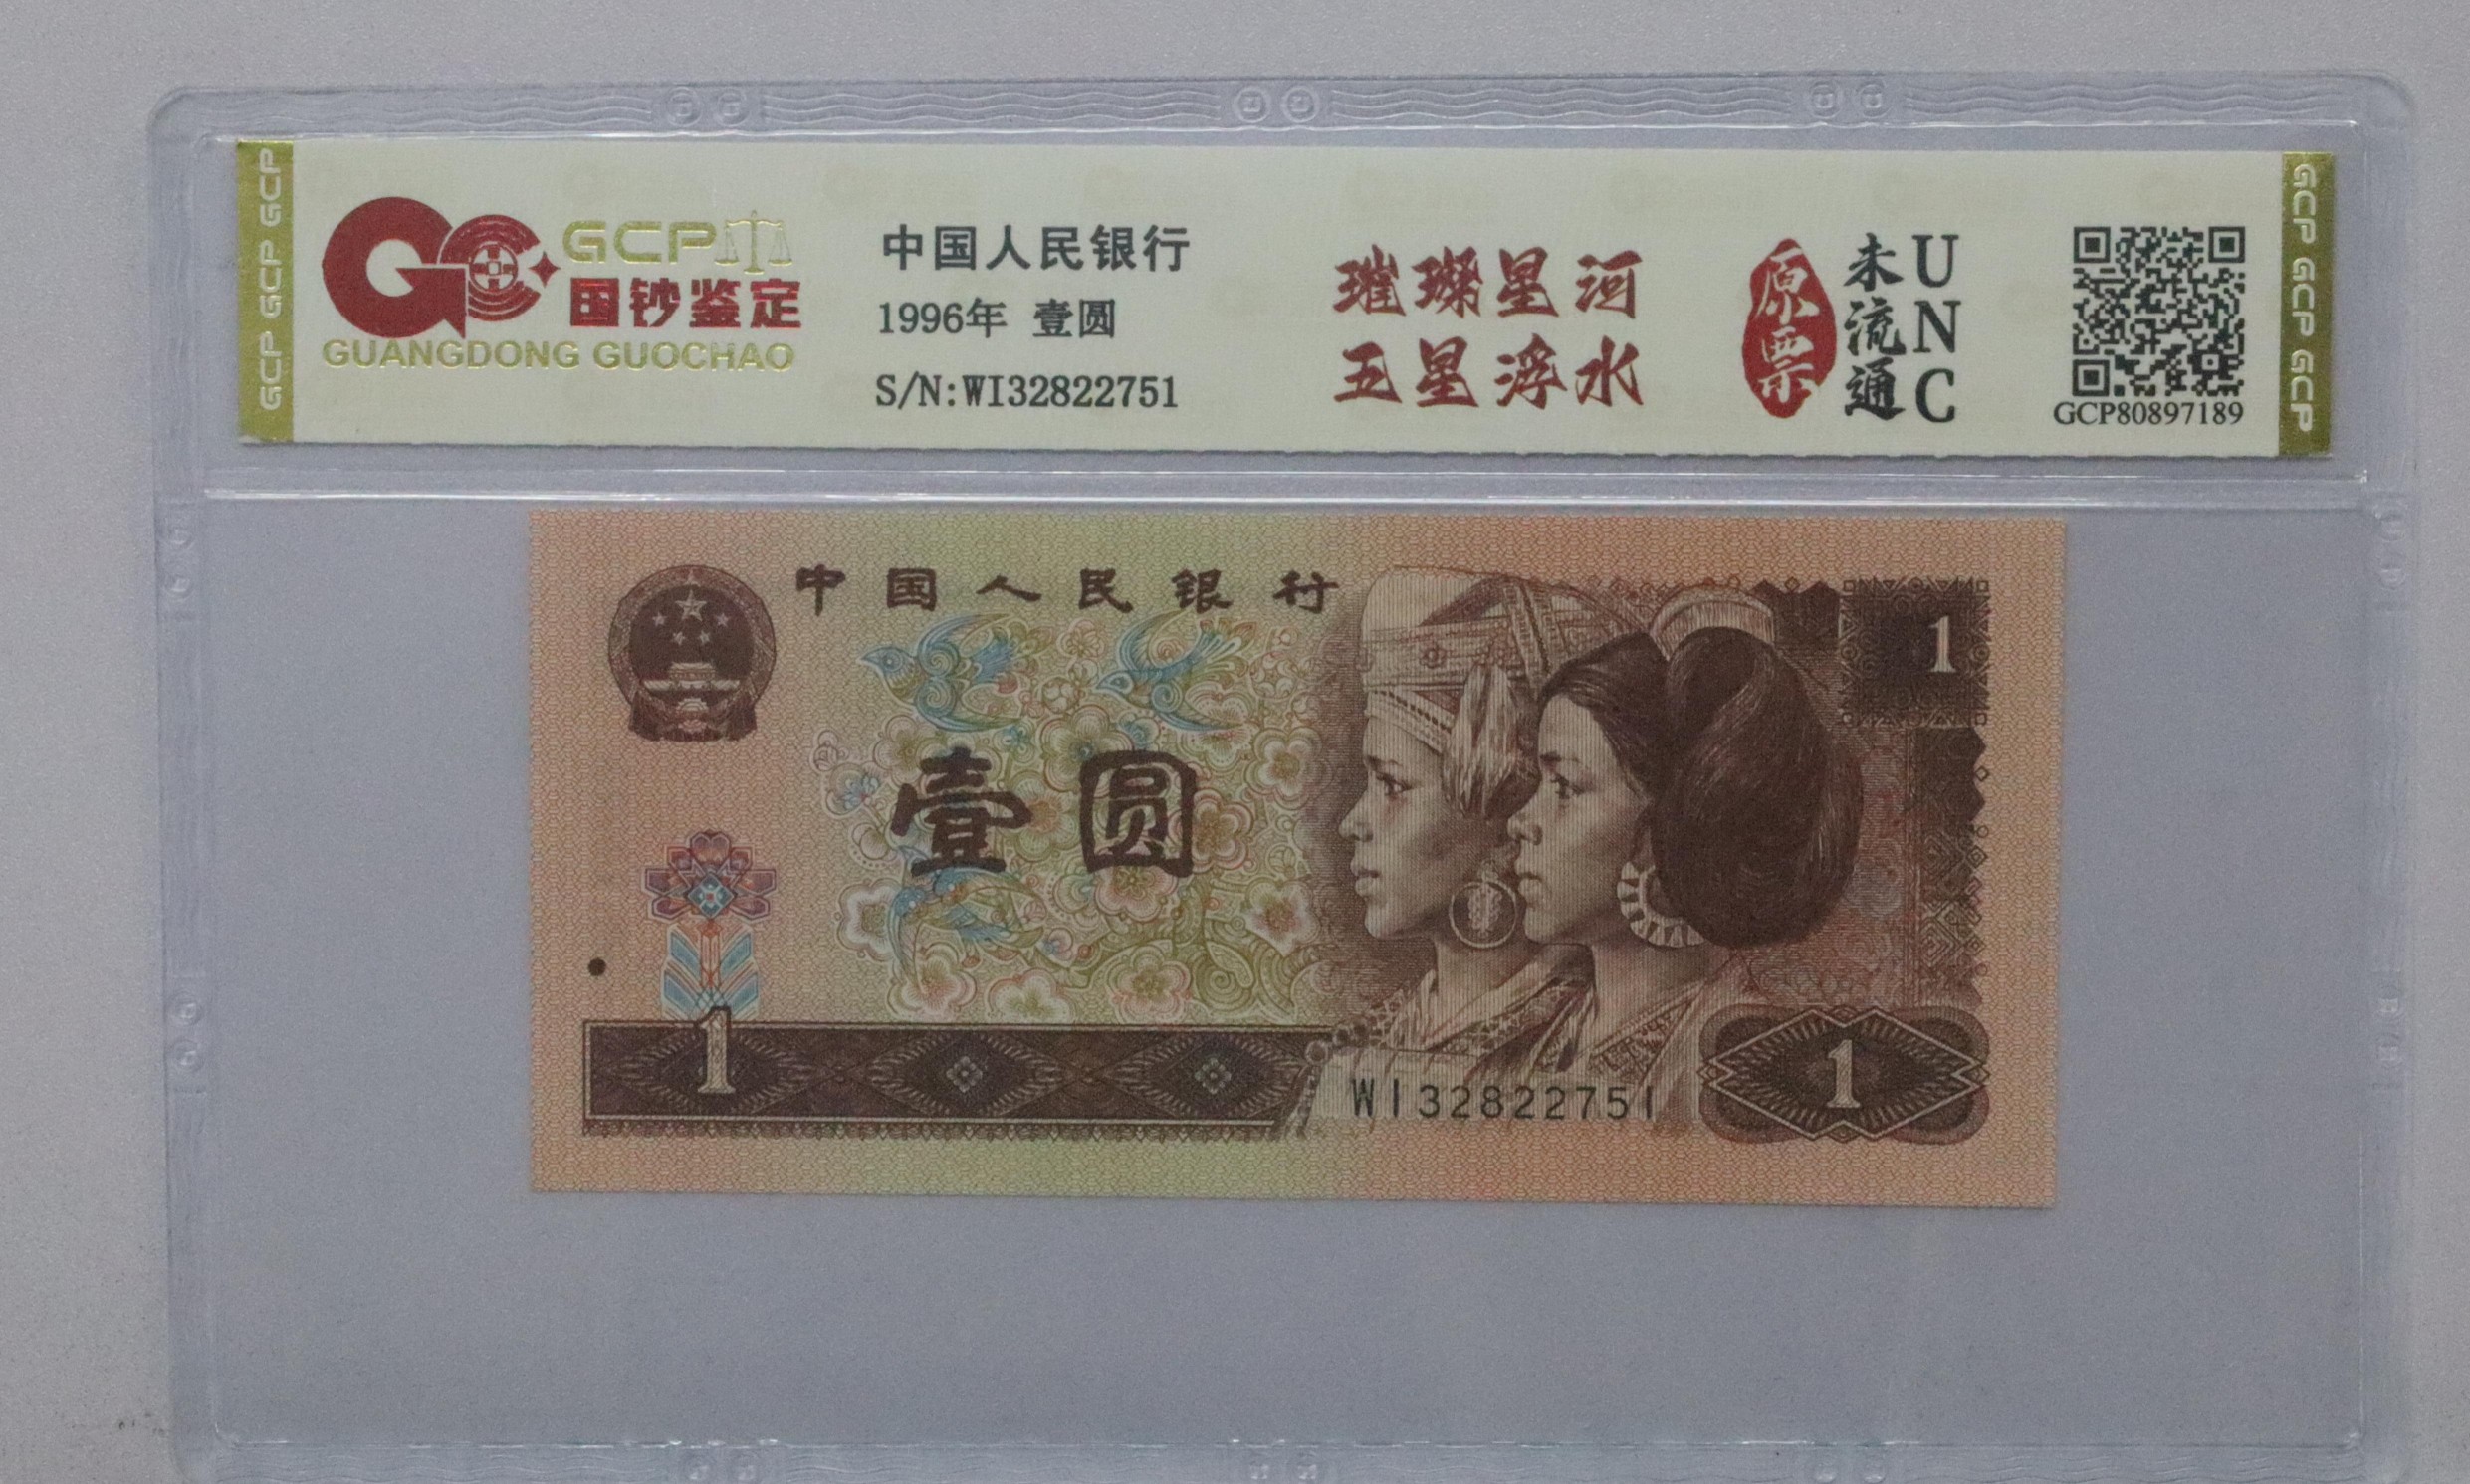 GCP GCP GCP
GCP
国钞鉴定
GUANGDONG GUOCHAO
中国人民银行
1996年 壹圆
S/N:WI32822751
璀璨星河
五星浮水
原票
未流通
UNC
GCP80897189
GCP GCP GCP
中国人民银行
1
壹圆
1
WI32822751
1